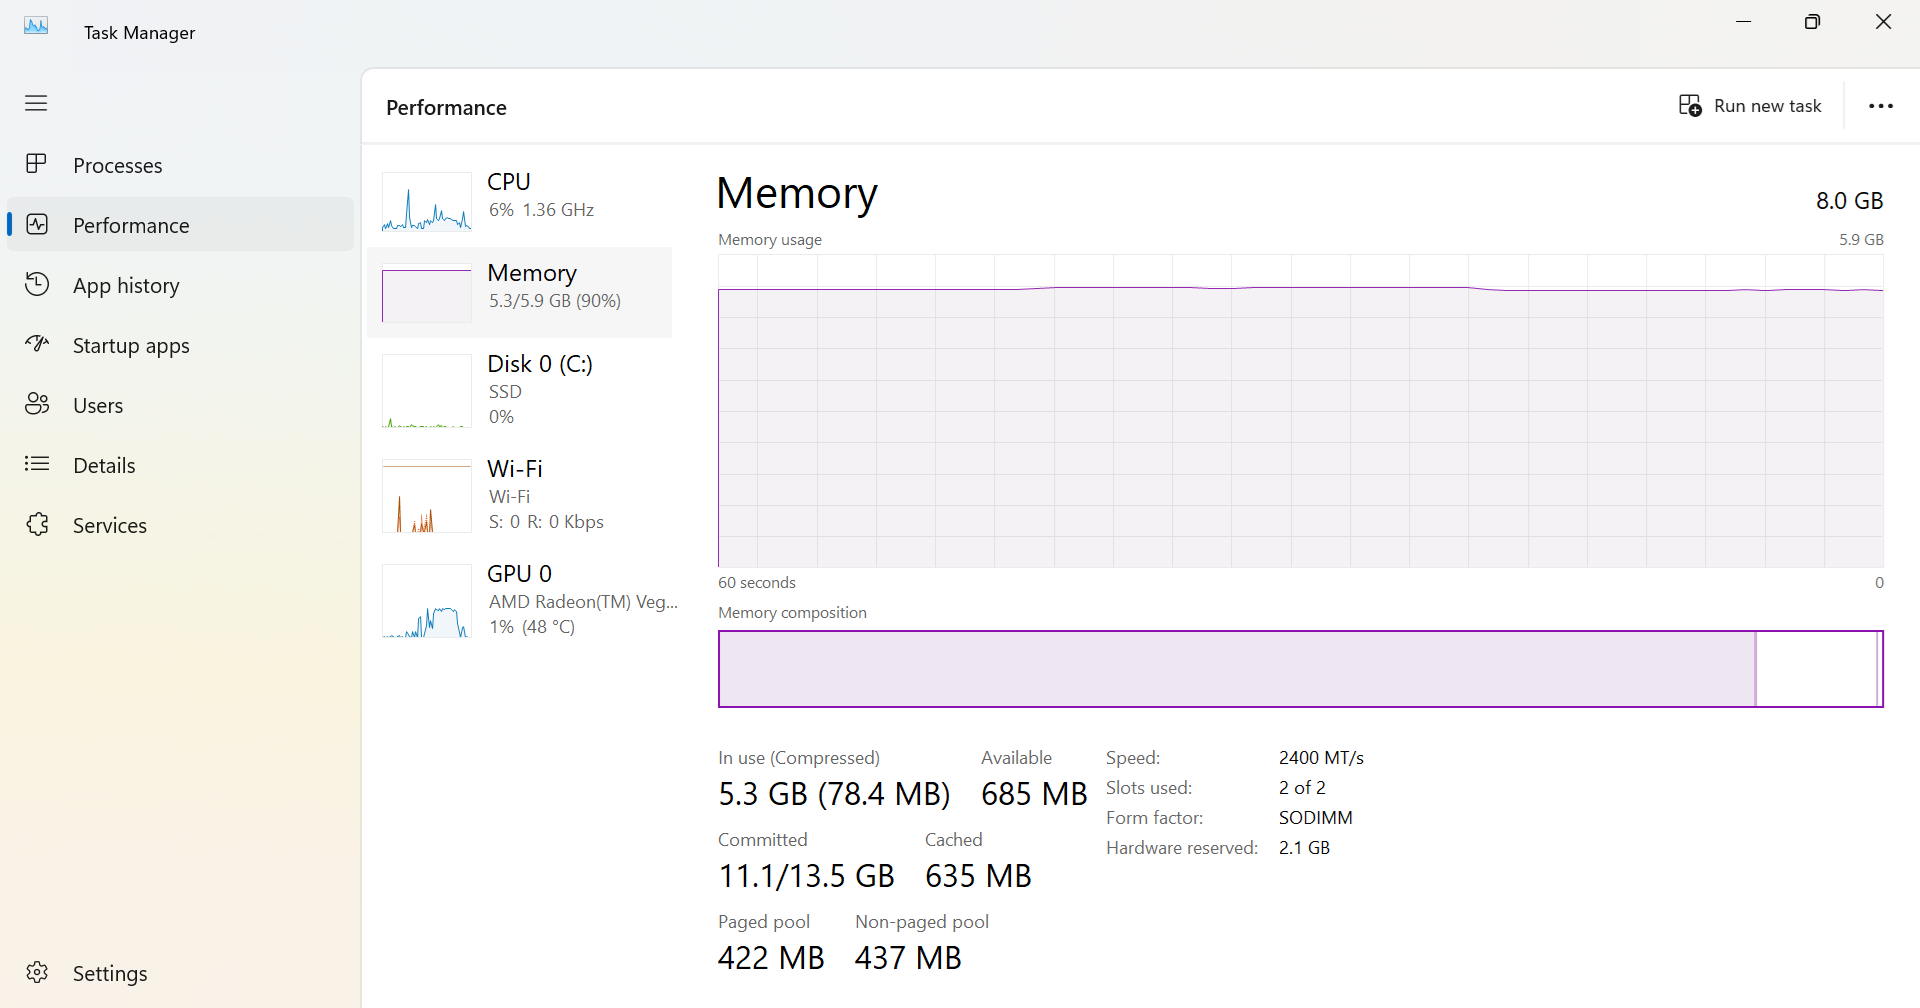 Task Manager
Processes
Performance
App history
Startup apps
Users
Details
Services
Settings
Performance
Run new task
CPU
6% 1.36 GHz
Memory
5.3/5.9 GB (90%)
Disk 0 (C:)
SSD
0%
Wi-Fi
Wi-Fi
S: 0 R: 0 Kbps
GPU 0
AMD Radeon(TM) Veg...
1% (48 °C)
Memory
8.0 GB
Memory usage
5.9 GB
60 seconds
0
Memory composition
In use (Compressed)
5.3 GB (78.4 MB)
Available
685 MB
Committed
11.1/13.5 GB
Cached
635 MB
Paged pool
422 MB
Non-paged pool
437 MB
Speed: 2400 MT/s
Slots used: 2 of 2
Form factor: SODIMM
Hardware reserved: 2.1 GB